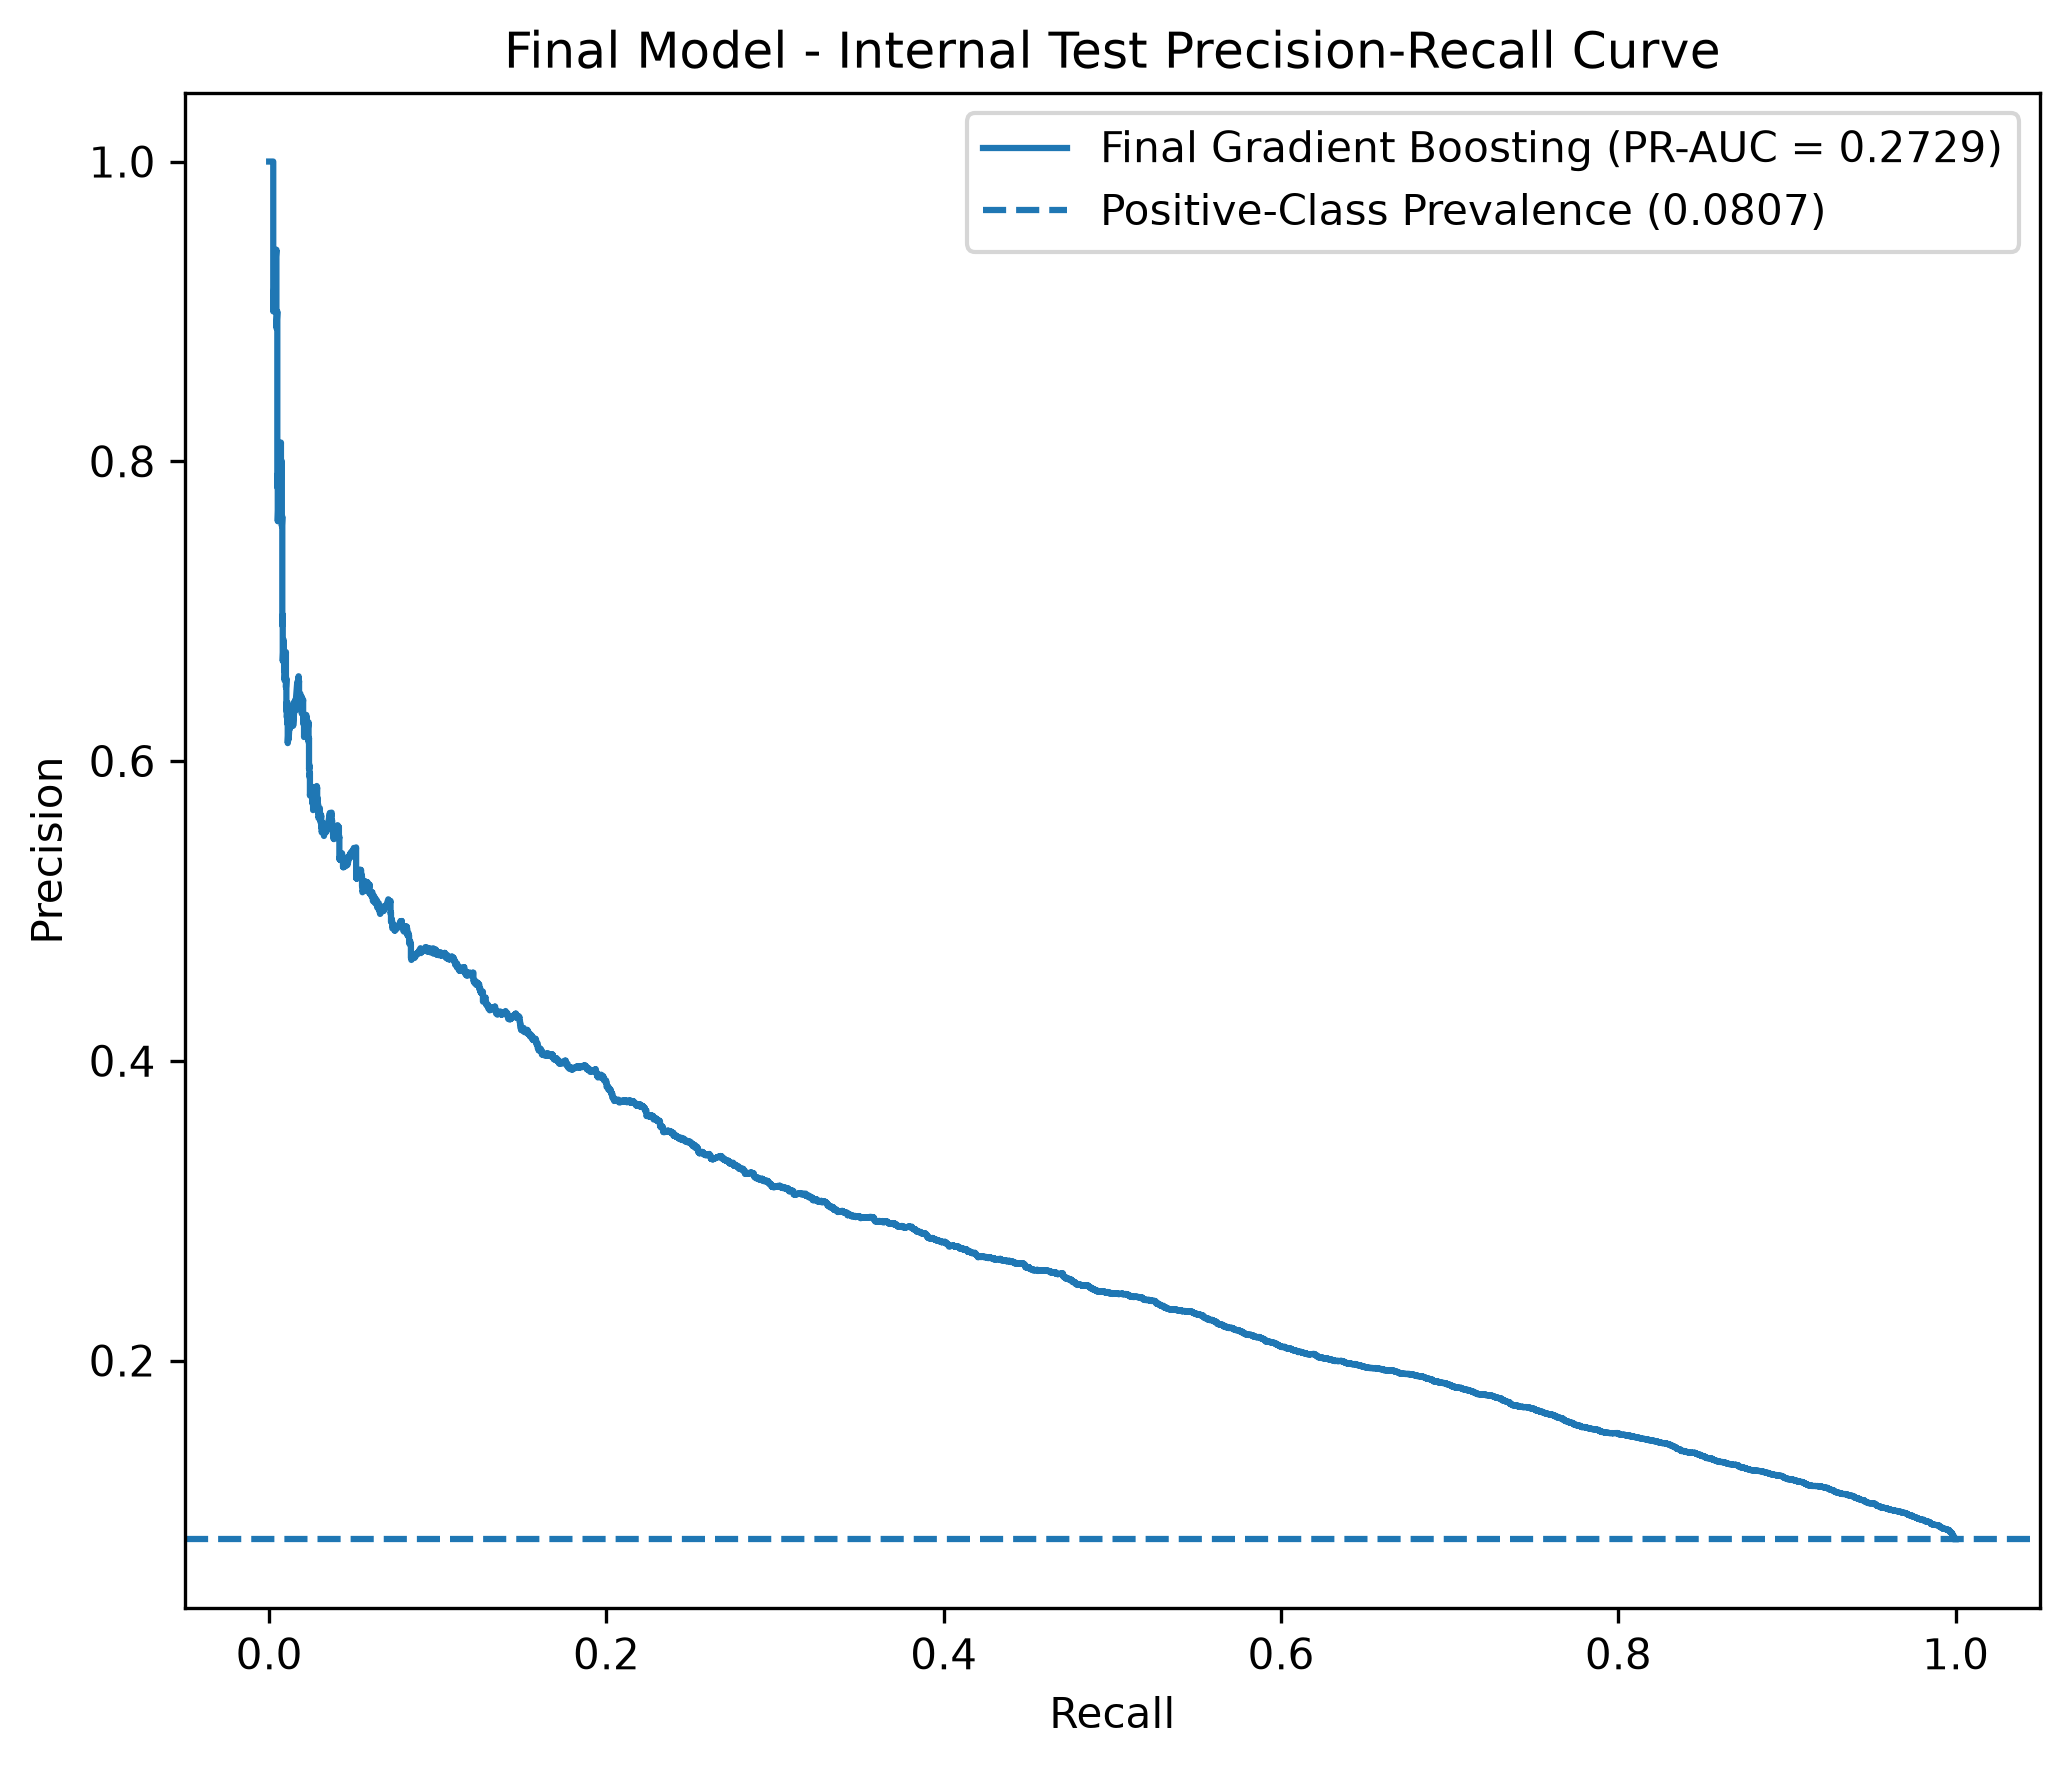 Final Model - Internal Test Precision-Recall Curve
Final Gradient Boosting (PR-AUC = 0.2729)
Positive-Class Prevalence (0.0807)
1.0
0.8
0.6
0.4
0.2
Precision
0.0
0.2
0.4
0.6
0.8
1.0
Recall